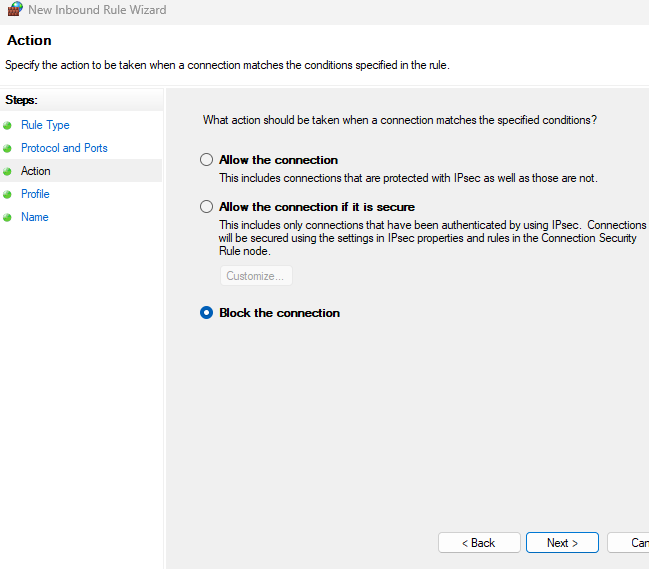 New Inbound Rule Wizard
Action
Specify the action to be taken when a connection matches the conditions specified in the rule.
Steps:
Rule Type
Protocol and Ports
Action
Profile
Name
What action should be taken when a connection matches the specified conditions?
Allow the connection
This includes connections that are protected with IPsec as well as those are not.
Allow the connection if it is secure
This includes only connections that have been authenticated by using IPsec. Connections
will be secured using the settings in IPsec properties and rules in the Connection Security
Rule node.
Customize...
Block the connection
< Back
Next >
Can